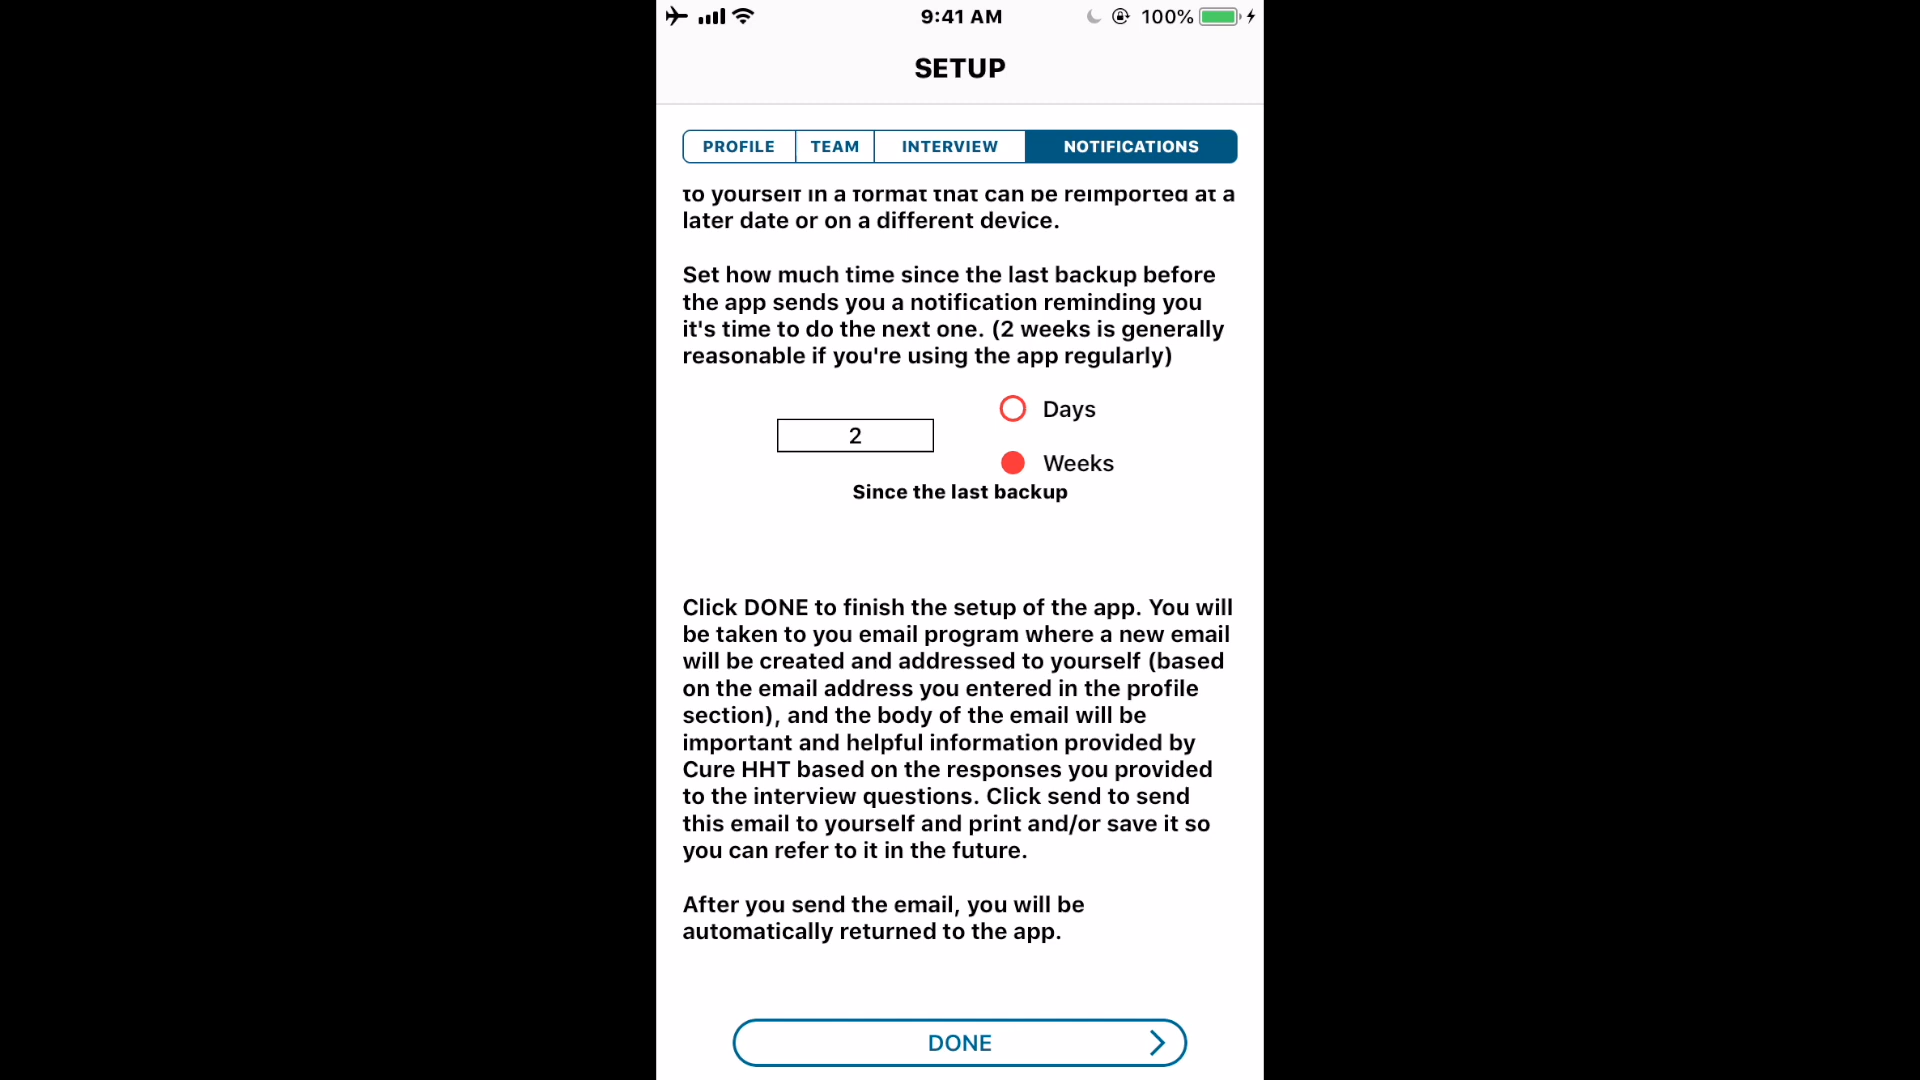 9:41 AM
100%
SETUP
PROFILE
TEAM
INTERVIEW
NOTIFICATIONS
to yourself in a format that can be reimported at a
later date or on a different device.
Set how much time since the last backup before
the app sends you a notification reminding you
it's time to do the next one. (2 weeks is generally
reasonable if you're using the app regularly)
Days
2
Weeks
Since the last backup
Click DONE to finish the setup of the app. You will
be taken to you email program where a new email
will be created and addressed to yourself (based
on the email address you entered in the profile
section), and the body of the email will be
important and helpful information provided by
Cure HHT based on the responses you provided
to the interview questions. Click send to send
this email to yourself and print and/or save it so
you can refer to it in the future.
After you send the email, you will be
automatically returned to the app.
DONE